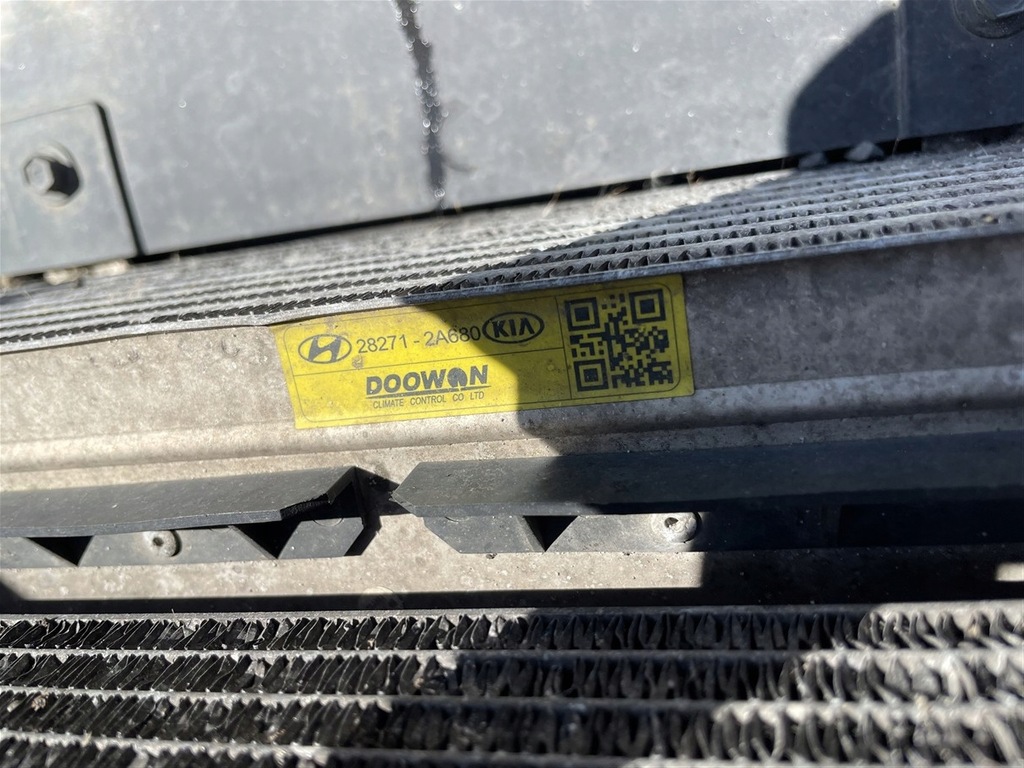 28271 - 2A680 KIA
DOOWON
CLIMATE CONTROL CO LTD